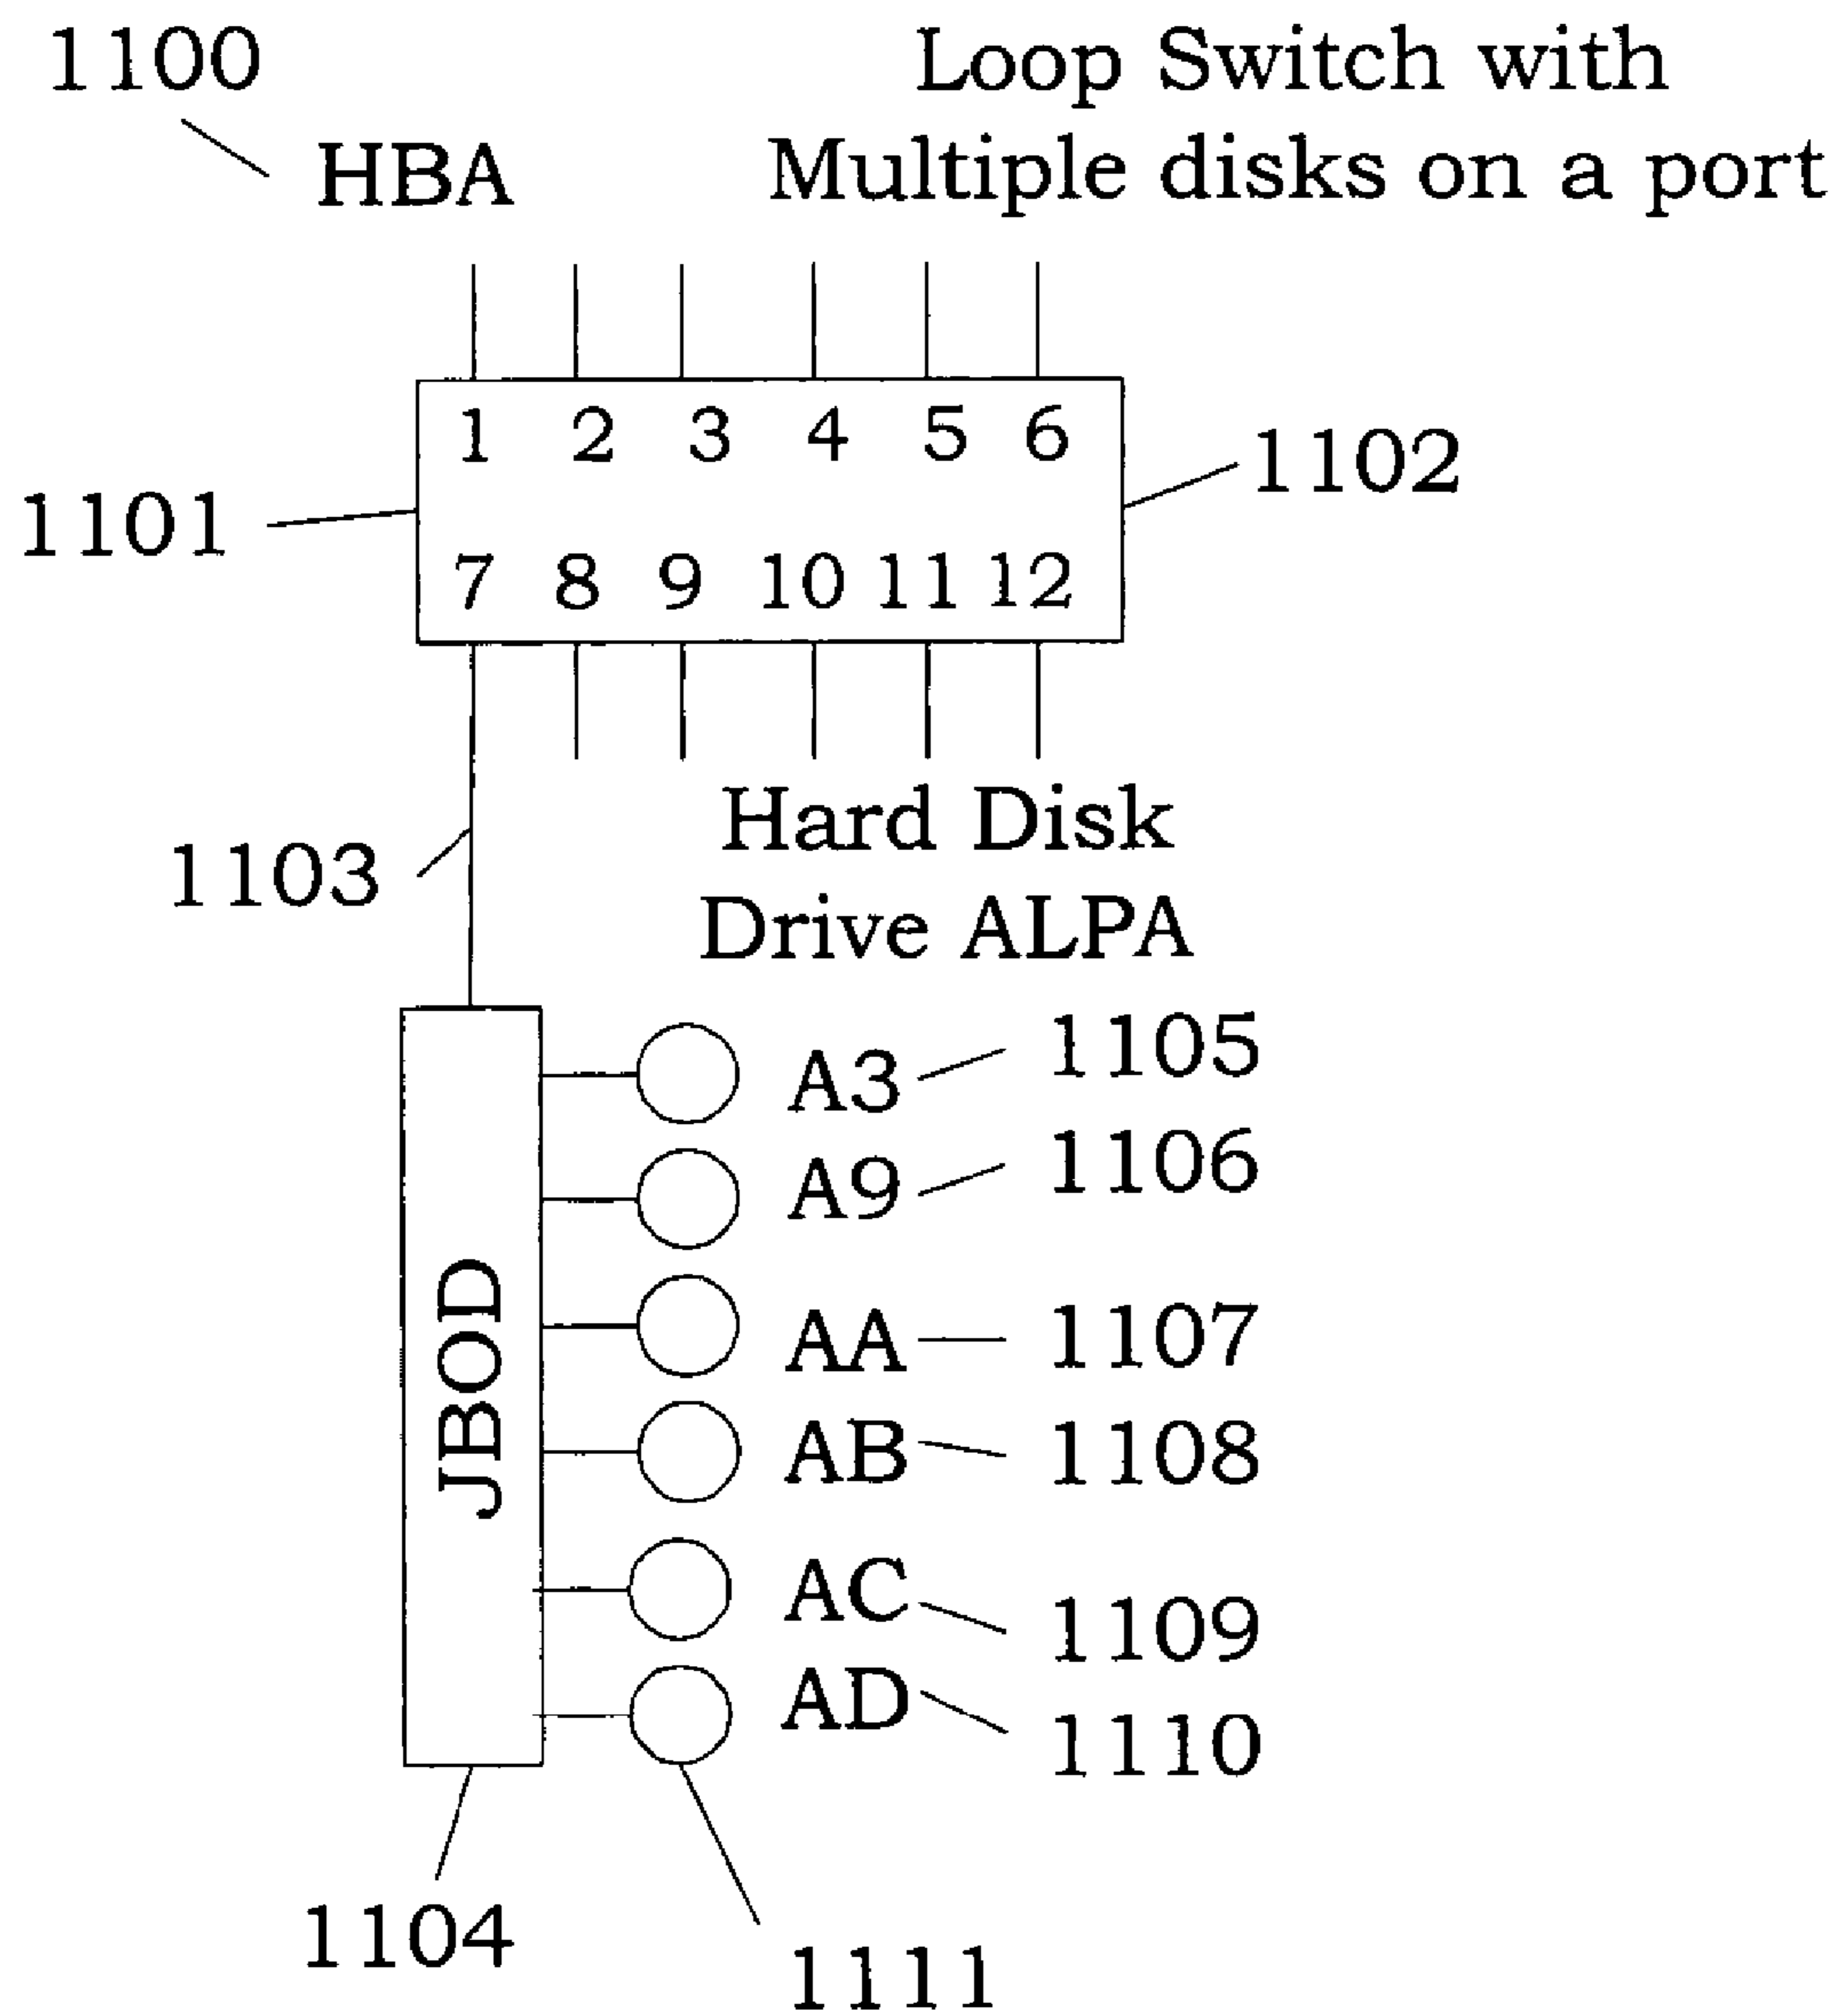 1100
HBA
Loop Switch with
Multiple disks on a port
1 2 3 4 5 6
1101
1102
7 8 9 10 11 12
1103
Hard Disk
Drive ALPA
JBOD
A3 1105
A9 1106
AA 1107
AB 1108
AC 1109
AD 1110
1104
1111